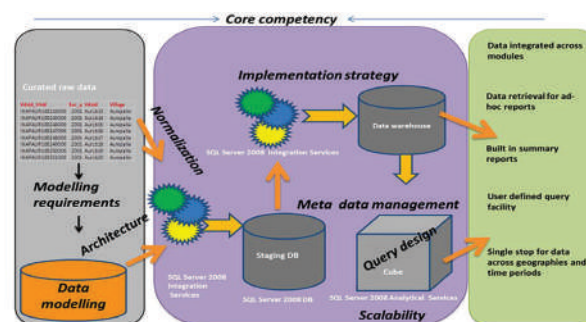 Core competency
Curated raw data
Modelling
requirements
Data
modelling
Normalization
Architecture
Implementation strategy
SQL Server 2008 Integration Services
Data warehouse
Meta data management
SQL Server 2008
Integration
Services
Staging DB
SQL Server 2008 DB
Query design
Cube
SQL Server 2008 Analytical Services
Scalability
Data integrated across
modules
Data retrieval for ad-
hoc reports
Built in summary
reports
User defined query
facility
Single stop for data
across geographies and
time periods